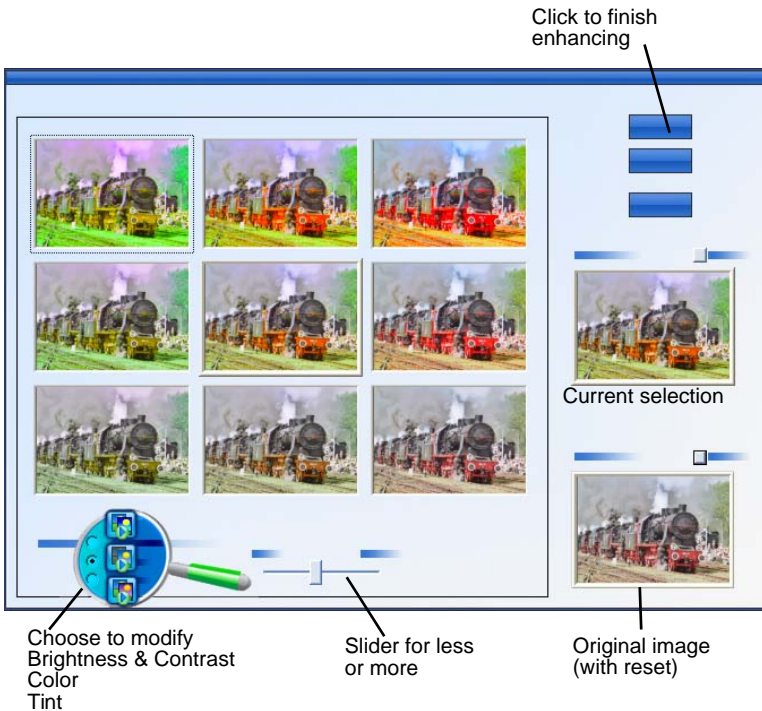 Click to finish
enhancing
Current selection
Choose to modify
Brightness & Contrast
Color
Tint
Slider for less
or more
Original image
(with reset)